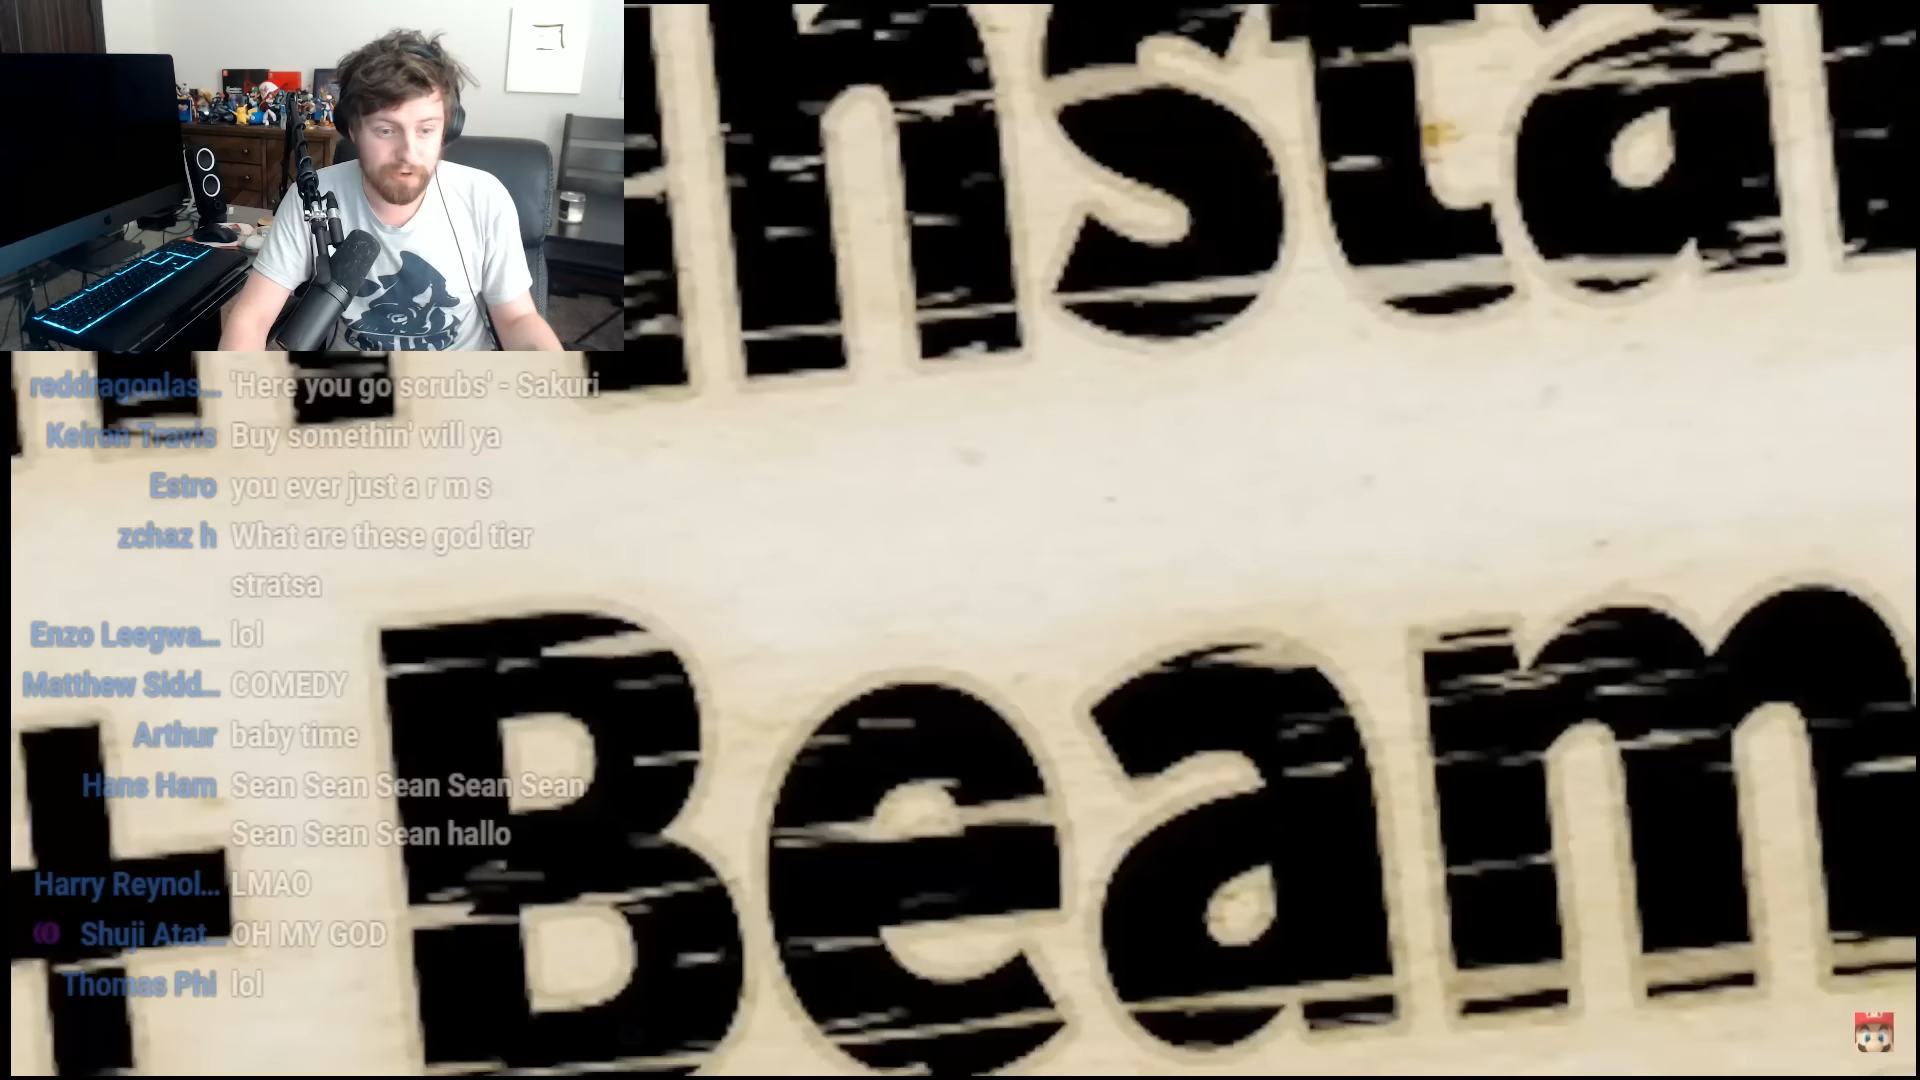 nsta
reddragonlas... 'Here you go scrubs' - Sakuri
Keiron Travis Buy somethin' will ya
Estro you ever just a r m s
zchaz h What are these god tier
stratsa
Enzo Leegwa... lol
Matthew Sidd... COMEDY
Arthur baby time
Hans Ham Sean Sean Sean Sean Sean
Sean Sean Sean hallo
Harry Reynol... LMAO
Shuji Atat... OH MY GOD
Thomas Phi lol
t Beam